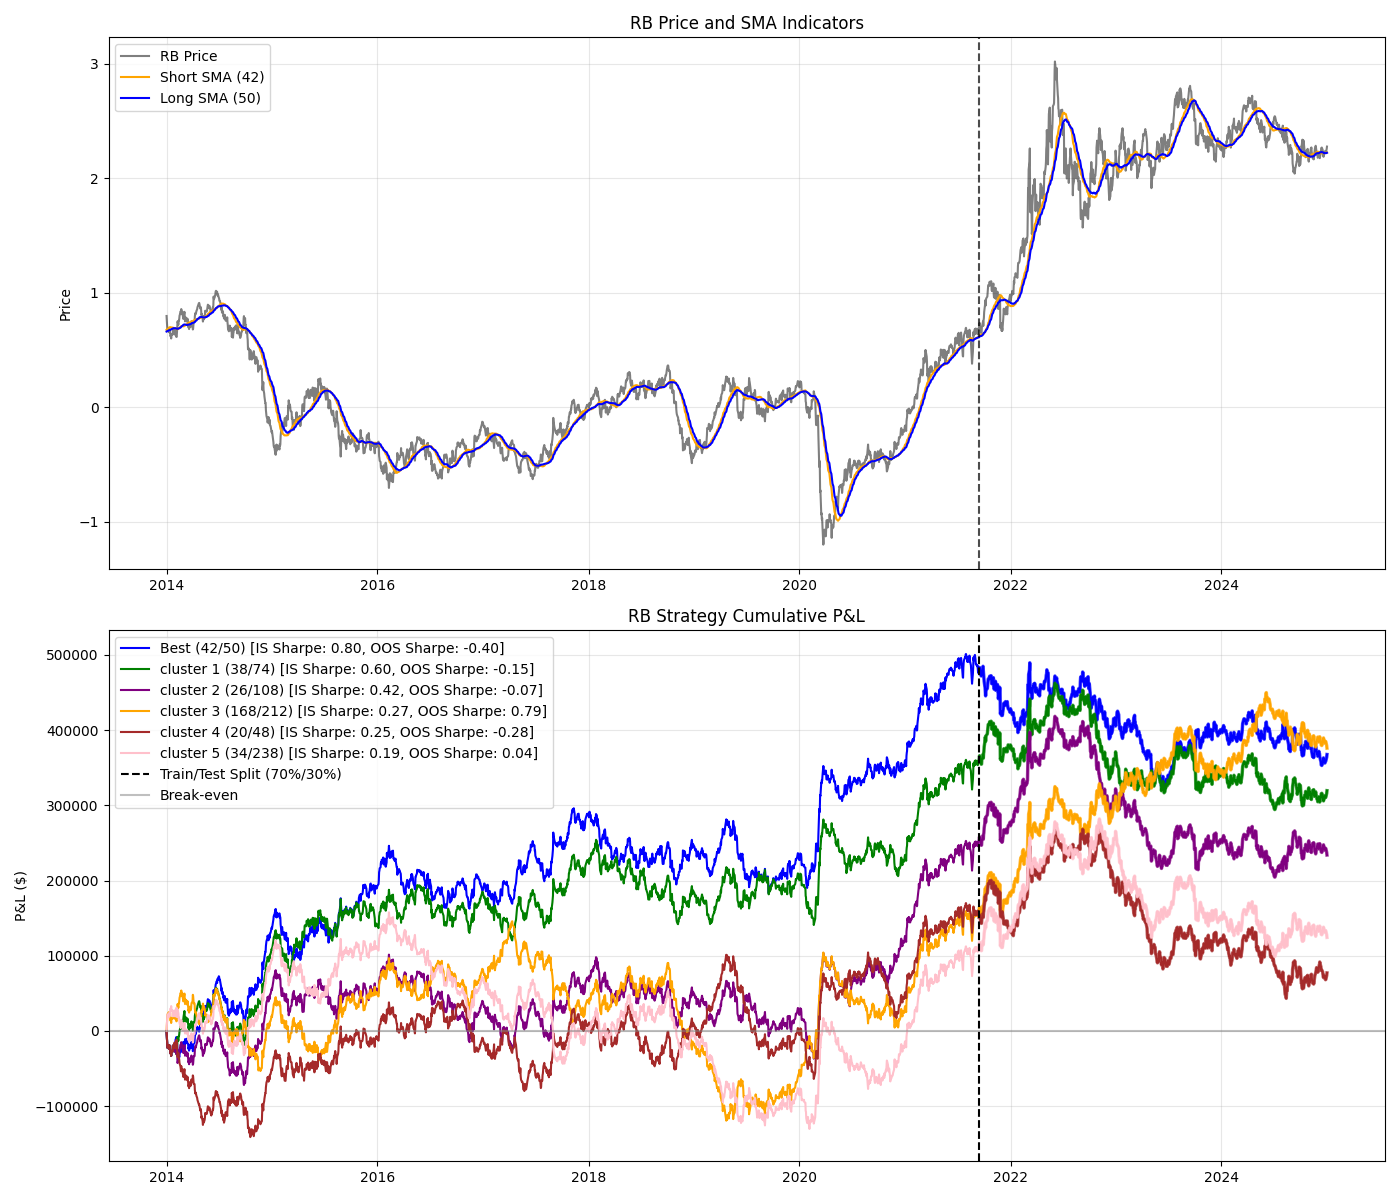 RB Price and SMA Indicators
RB Price
Short SMA (42)
Long SMA (50)
Price
3
2
1
0
−1
2014 2016 2018 2020 2022 2024
RB Strategy Cumulative P&L
Best (42/50) [IS Sharpe: 0.80, OOS Sharpe: -0.40]
cluster 1 (38/74) [IS Sharpe: 0.60, OOS Sharpe: -0.15]
cluster 2 (26/108) [IS Sharpe: 0.42, OOS Sharpe: -0.07]
cluster 3 (168/212) [IS Sharpe: 0.27, OOS Sharpe: 0.79]
cluster 4 (20/48) [IS Sharpe: 0.25, OOS Sharpe: -0.28]
cluster 5 (34/238) [IS Sharpe: 0.19, OOS Sharpe: 0.04]
Train/Test Split (70%/30%)
Break-even
P&L ($)
500000
400000
300000
200000
100000
0
−100000
2014 2016 2018 2020 2022 2024